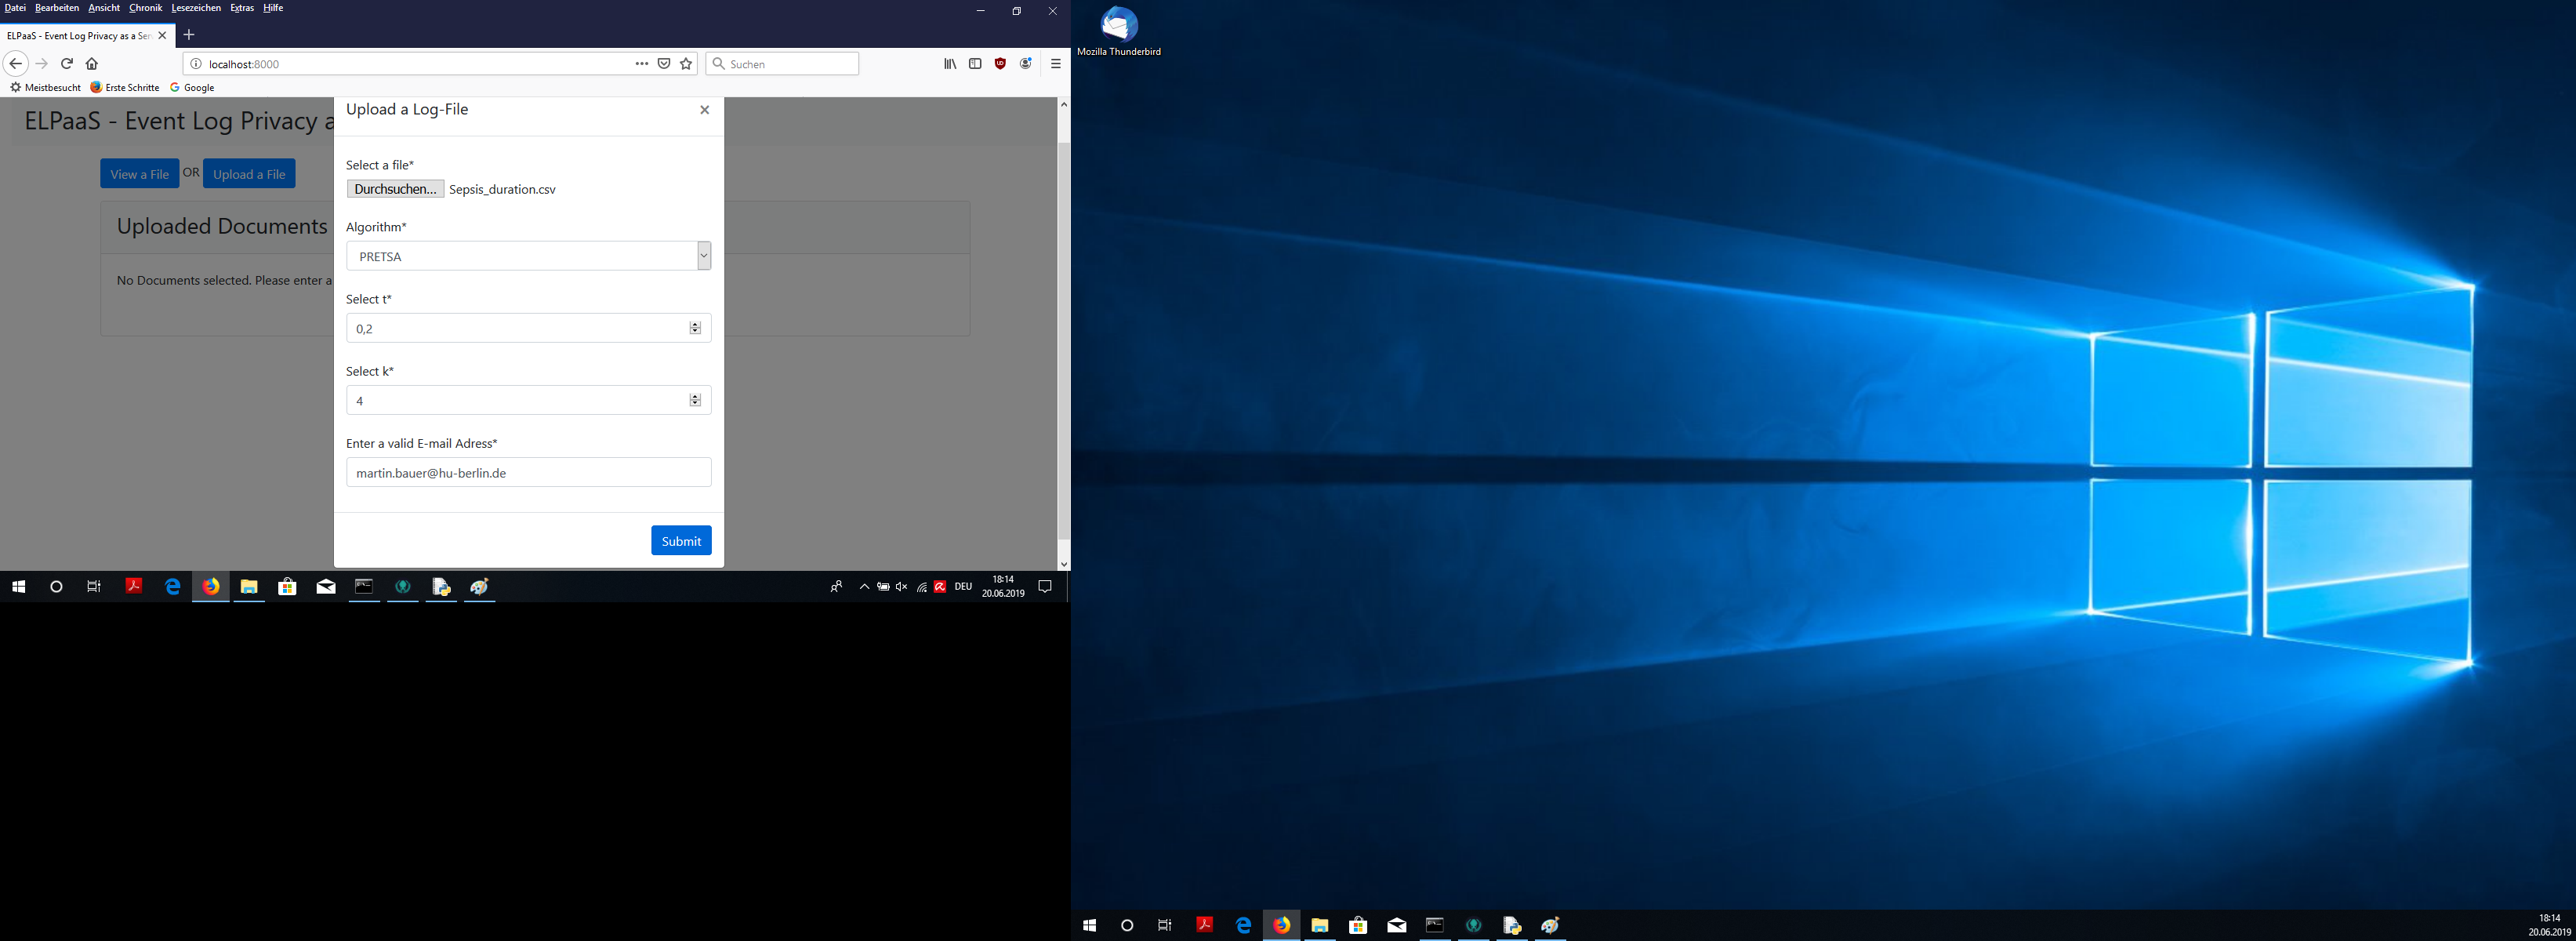 Datei Bearbeiten Ansicht Chronik Lesezeichen Extras Hilfe
ELPaaS - Event Log Privacy as a Ser
localhost:8000
Suchen
Meistbesucht Erste Schritte Google
ELPaaS - Event Log Privacy a
View a File OR Upload a File
Uploaded Documents
No Documents selected. Please enter a
Upload a Log-File ×
Select a file*
Durchsuchen... Sepsis_duration.csv
Algorithm*
PRETSA
Select t*
0,2
Select k*
4
Enter a valid E-mail Adress*
martin.bauer@hu-berlin.de
Submit
DEU
18:14
20.06.2019
Mozilla Thunderbird
18:14
20.06.2019